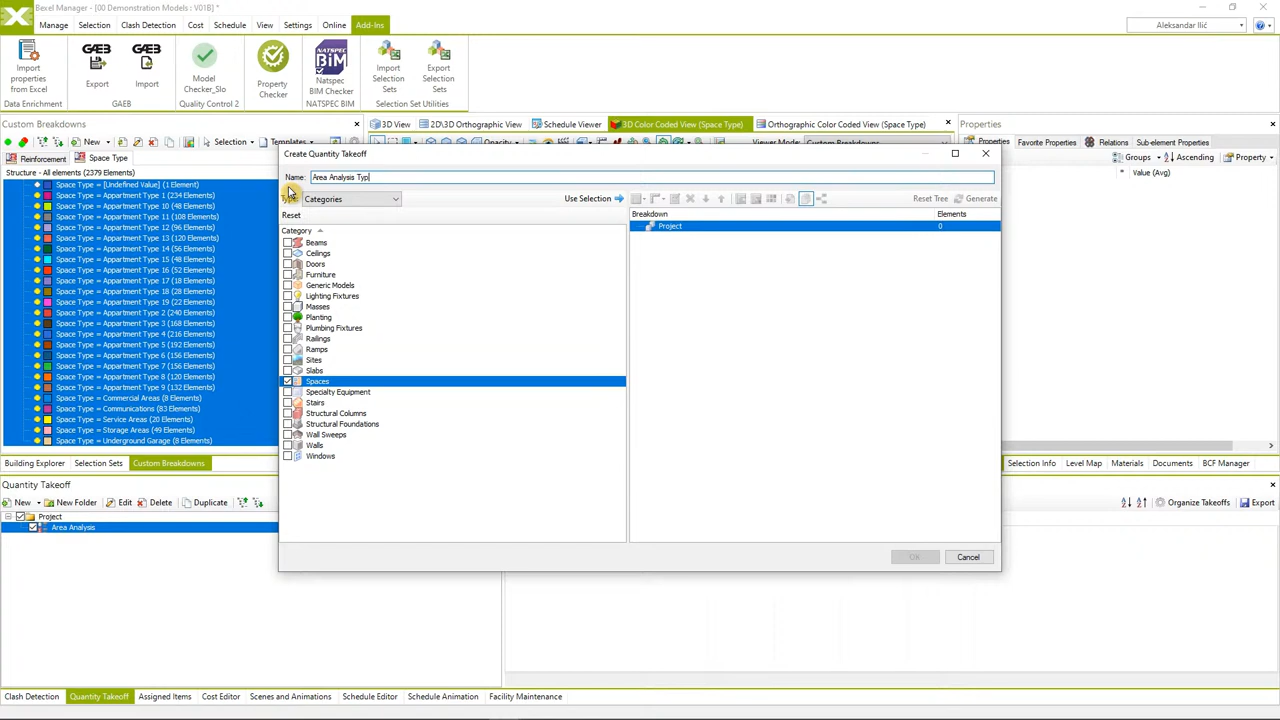 Bexel Manager (00 Demonstration Models : V01B) *
Manage Selection Clash Detection Cost Schedule View Settings Online Add-Ins Aleksandar Ilić
Import properties from Excel
Export
Import
Model Checker_Slo
Property Checker
Natspec BIM Checker
Import Selection Sets
Export Selection Sets
Data Enrichment GAEB Quality Control 2 NATSPEC BIM Selection Set Utilities
Custom Breakdowns
3D View 2D\3D Orthographic View Schedule Viewer 3D Color Coded View (Space Type) Orthographic Color Coded View (Space Type)
Properties
New Selection Templates
Properties Favorite Properties Relations Sub-element Properties
Reinforcement Space Type
Groups Ascending Property
Value (Avg)
Structure - All elements (2379 Elements)
Space Type = [Undefined Value] (1 Element)
Space Type = Appartment Type 1 (234 Elements)
Space Type = Appartment Type 10 (48 Elements)
Space Type = Appartment Type 11 (108 Elements)
Space Type = Appartment Type 12 (96 Elements)
Space Type = Appartment Type 13 (120 Elements)
Space Type = Appartment Type 14 (56 Elements)
Space Type = Appartment Type 15 (48 Elements)
Space Type = Appartment Type 16 (52 Elements)
Space Type = Appartment Type 17 (18 Elements)
Space Type = Appartment Type 18 (28 Elements)
Space Type = Appartment Type 19 (22 Elements)
Space Type = Appartment Type 2 (240 Elements)
Space Type = Appartment Type 3 (168 Elements)
Space Type = Appartment Type 4 (216 Elements)
Space Type = Appartment Type 5 (192 Elements)
Space Type = Appartment Type 6 (156 Elements)
Space Type = Appartment Type 7 (156 Elements)
Space Type = Appartment Type 8 (120 Elements)
Space Type = Appartment Type 9 (132 Elements)
Space Type = Commercial Areas (8 Elements)
Space Type = Communications (83 Elements)
Space Type = Service Areas (20 Elements)
Space Type = Storage Areas (49 Elements)
Space Type = Underground Garage (8 Elements)
Create Quantity Takeoff
Name: Area Analysis Typ
Categories
Use Selection
Reset Tree Generate
Reset
Breakdown Elements
Project 0
Category
Beams
Ceilings
Doors
Furniture
Generic Models
Lighting Fixtures
Masses
Planting
Plumbing Fixtures
Railings
Ramps
Sites
Slabs
Spaces
Specialty Equipment
Stairs
Structural Columns
Structural Foundations
Wall Sweeps
Walls
Windows
OK Cancel
Building Explorer Selection Sets Custom Breakdowns
Selection Info Level Map Materials Documents BCF Manager
Quantity Takeoff
New New Folder Edit Delete Duplicate
Organize Takeoffs Export
Project
Area Analysis
Clash Detection Quantity Takeoff Assigned Items Cost Editor Scenes and Animations Schedule Editor Schedule Animation Facility Maintenance